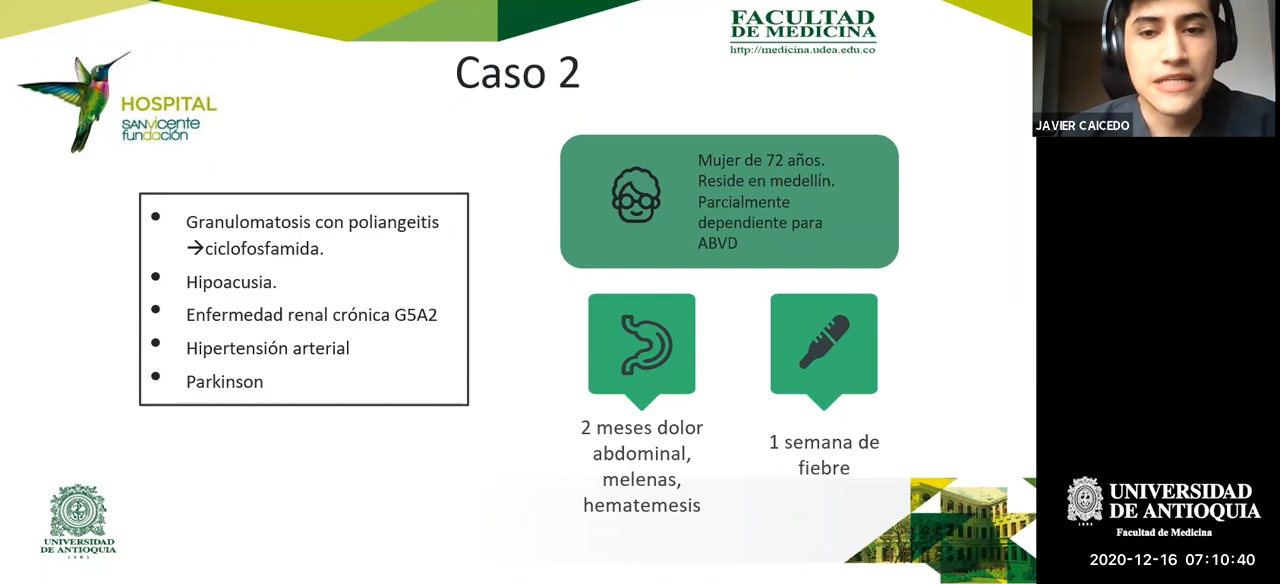 FACULTAD
DE MEDICINA
http://medicina.udea.edu.co
Caso 2
HOSPITAL
SANVICENTE
fundación
JAVIER CAICEDO
Mujer de 72 años.
Reside en medellín.
Parcialmente
dependiente para
ABVD
• Granulomatosis con poliangeitis
→ciclofosfamida.
• Hipoacusia.
• Enfermedad renal crónica G5A2
• Hipertensión arterial
• Parkinson
2 meses dolor
abdominal,
melenas,
hematemesis
1 semana de
fiebre
UNIVERSIDAD
DE ANTIOQUIA
1803
UNIVERSIDAD
DE ANTIOQUIA
1803
Facultad de Medicina
2020-12-16 07:10:40